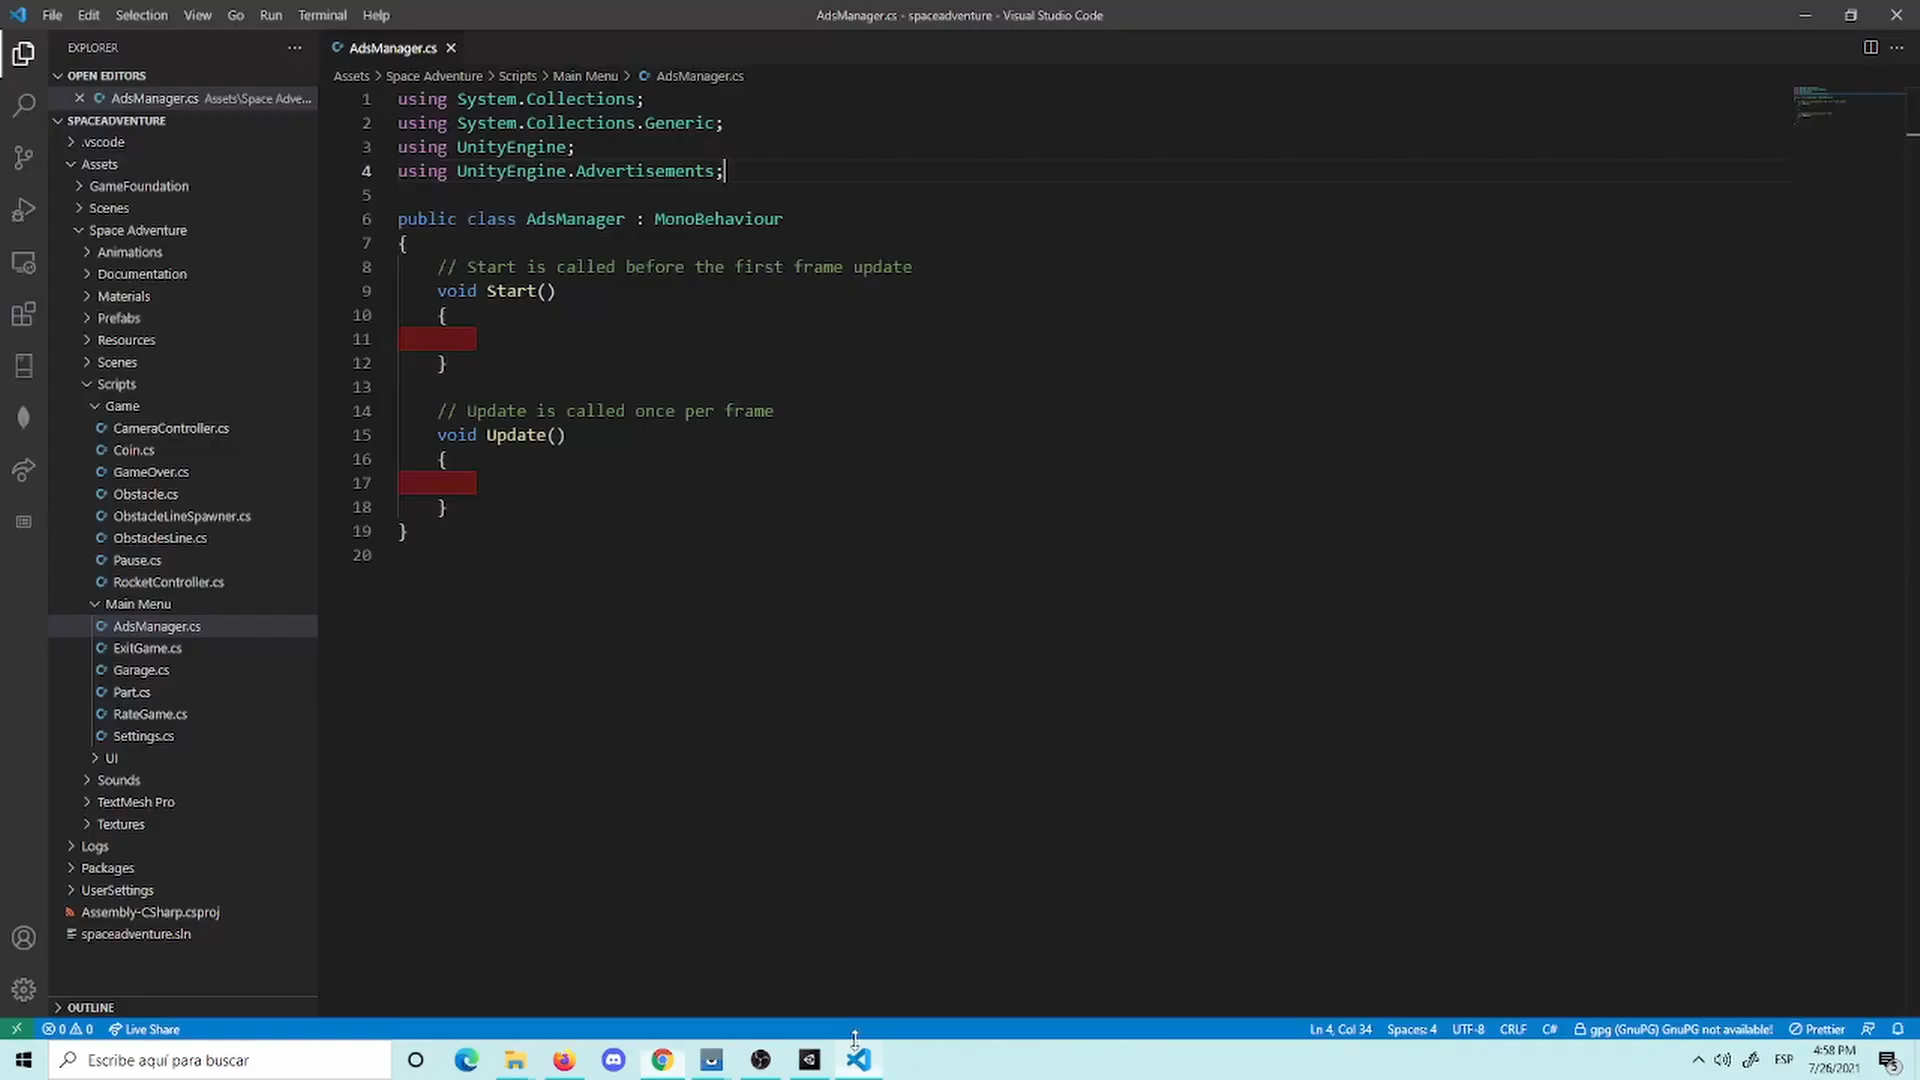 File Edit Selection View Go Run Terminal Help
AdsManager.cs - spaceadventure - Visual Studio Code
EXPLORER
OPEN EDITORS
AdsManager.cs Assets\Space Adve...
SPACEADVENTURE
.vscode
Assets
GameFoundation
Scenes
Space Adventure
Animations
Documentation
Materials
Prefabs
Resources
Scenes
Scripts
Game
CameraController.cs
Coin.cs
GameOver.cs
Obstacle.cs
ObstacleLineSpawner.cs
ObstaclesLine.cs
Pause.cs
RocketController.cs
Main Menu
AdsManager.cs
ExitGame.cs
Garage.cs
Part.cs
RateGame.cs
Settings.cs
UI
Sounds
TextMesh Pro
Textures
Logs
Packages
UserSettings
Assembly-CSharp.csproj
spaceadventure.sln
OUTLINE
AdsManager.cs
Assets > Space Adventure > Scripts > Main Menu > AdsManager.cs
1 using System.Collections;
2 using System.Collections.Generic;
3 using UnityEngine;
4 using UnityEngine.Advertisements;
5
6 public class AdsManager : MonoBehaviour
7 {
8 // Start is called before the first frame update
9 void Start()
10 {
11
12 }
13
14 // Update is called once per frame
15 void Update()
16 {
17
18 }
19 }
20
0 0 Live Share
Ln 4, Col 34 Spaces: 4 UTF-8 CRLF C# gpg (GnuPG) GnuPG not available! Prettier
Escribe aquí para buscar
ESP
4:58 PM
7/26/2021
5